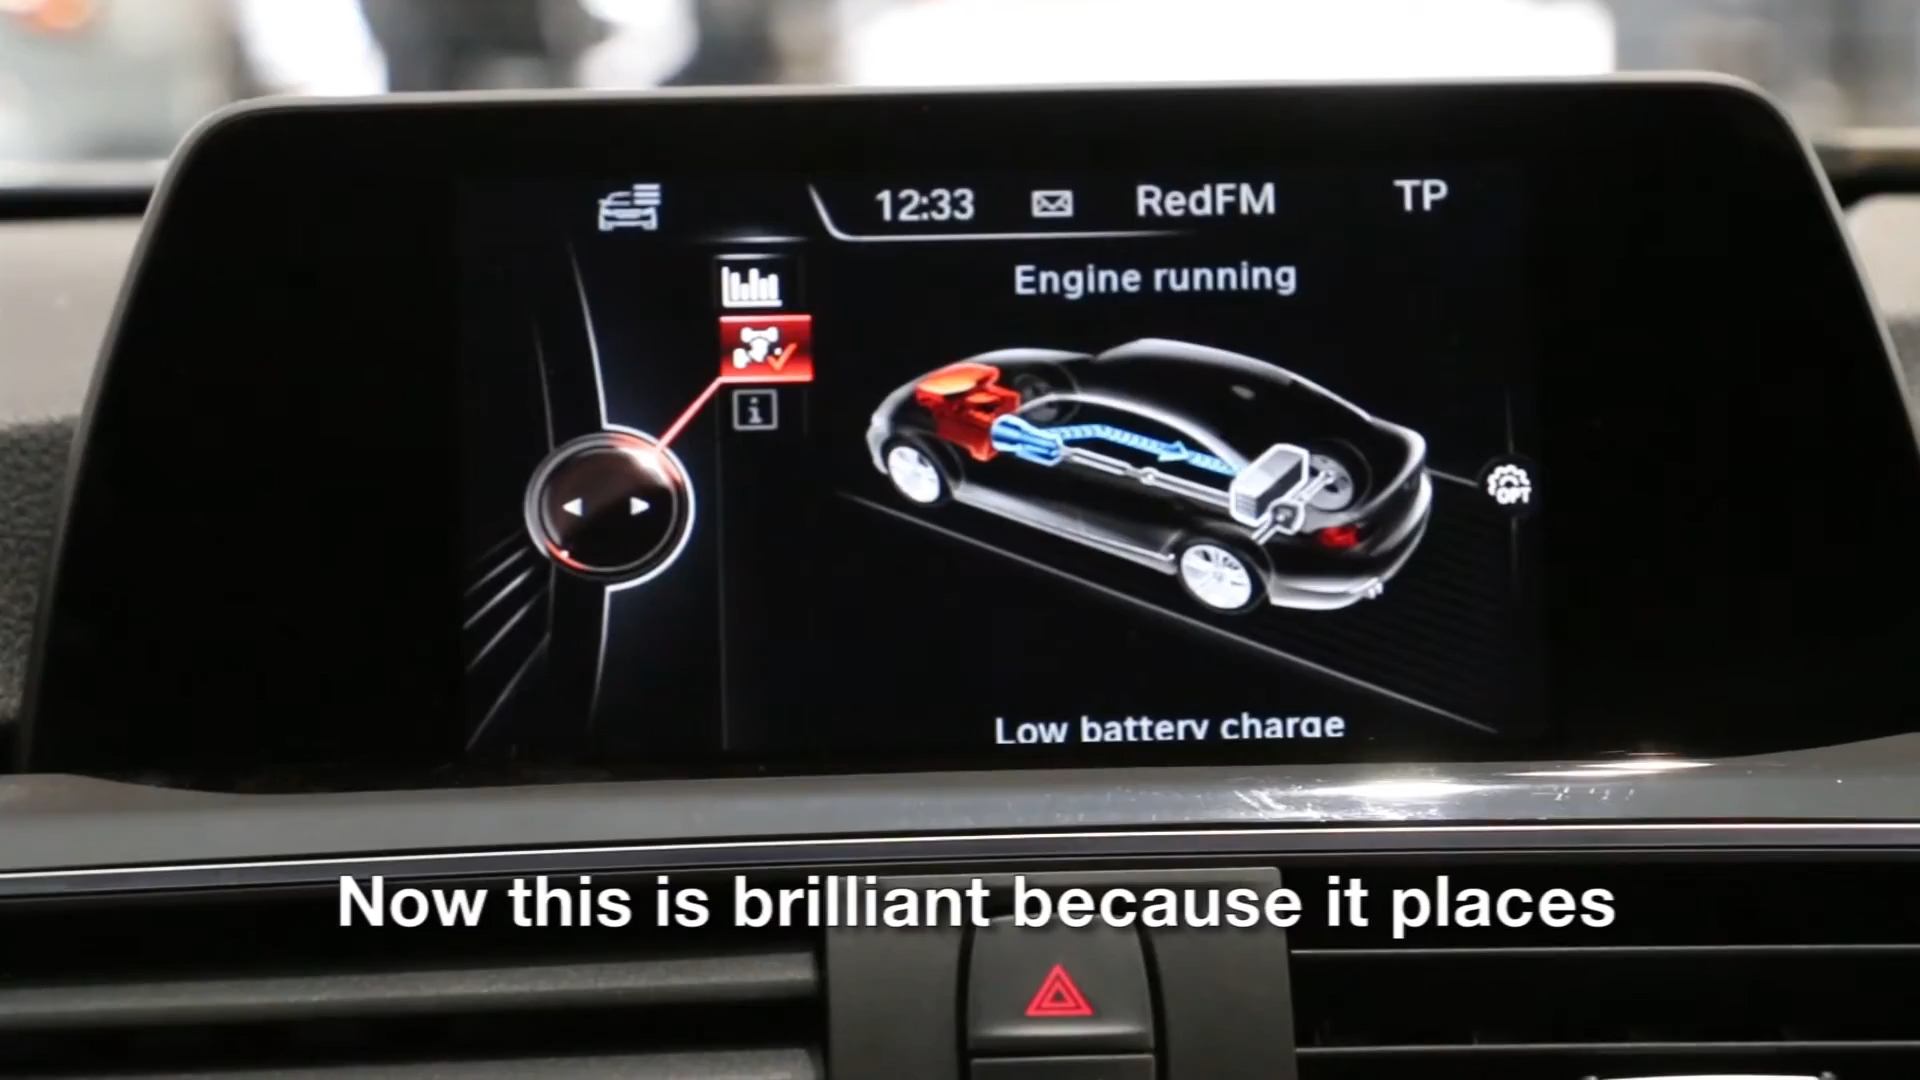 12:33 RedFM TP
Engine running
i
OPT
Low battery charge
Now this is brilliant because it places